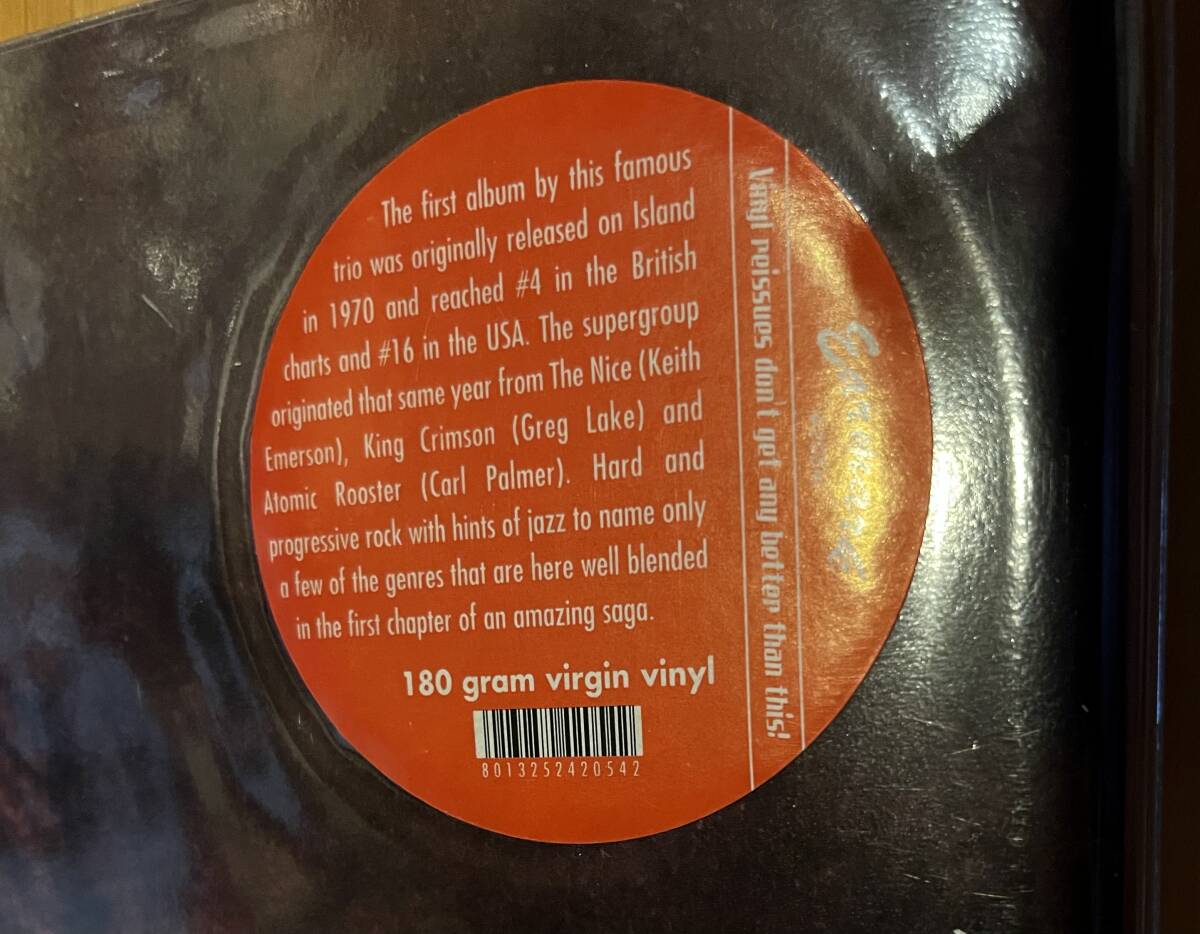 The first album by this famous
trio was originally released on Island
in 1970 and reached #4 in the British
charts and #16 in the USA. The supergroup
originated that same year from The Nice (Keith
Emerson), King Crimson (Greg Lake) and
Atomic Rooster (Carl Palmer). Hard and
progressive rock with hints of jazz to name only
a few of the genres that are here well blended
in the first chapter of an amazing saga.
180 gram virgin vinyl
8013252420542
Vinyl reissues don't get any better than this!